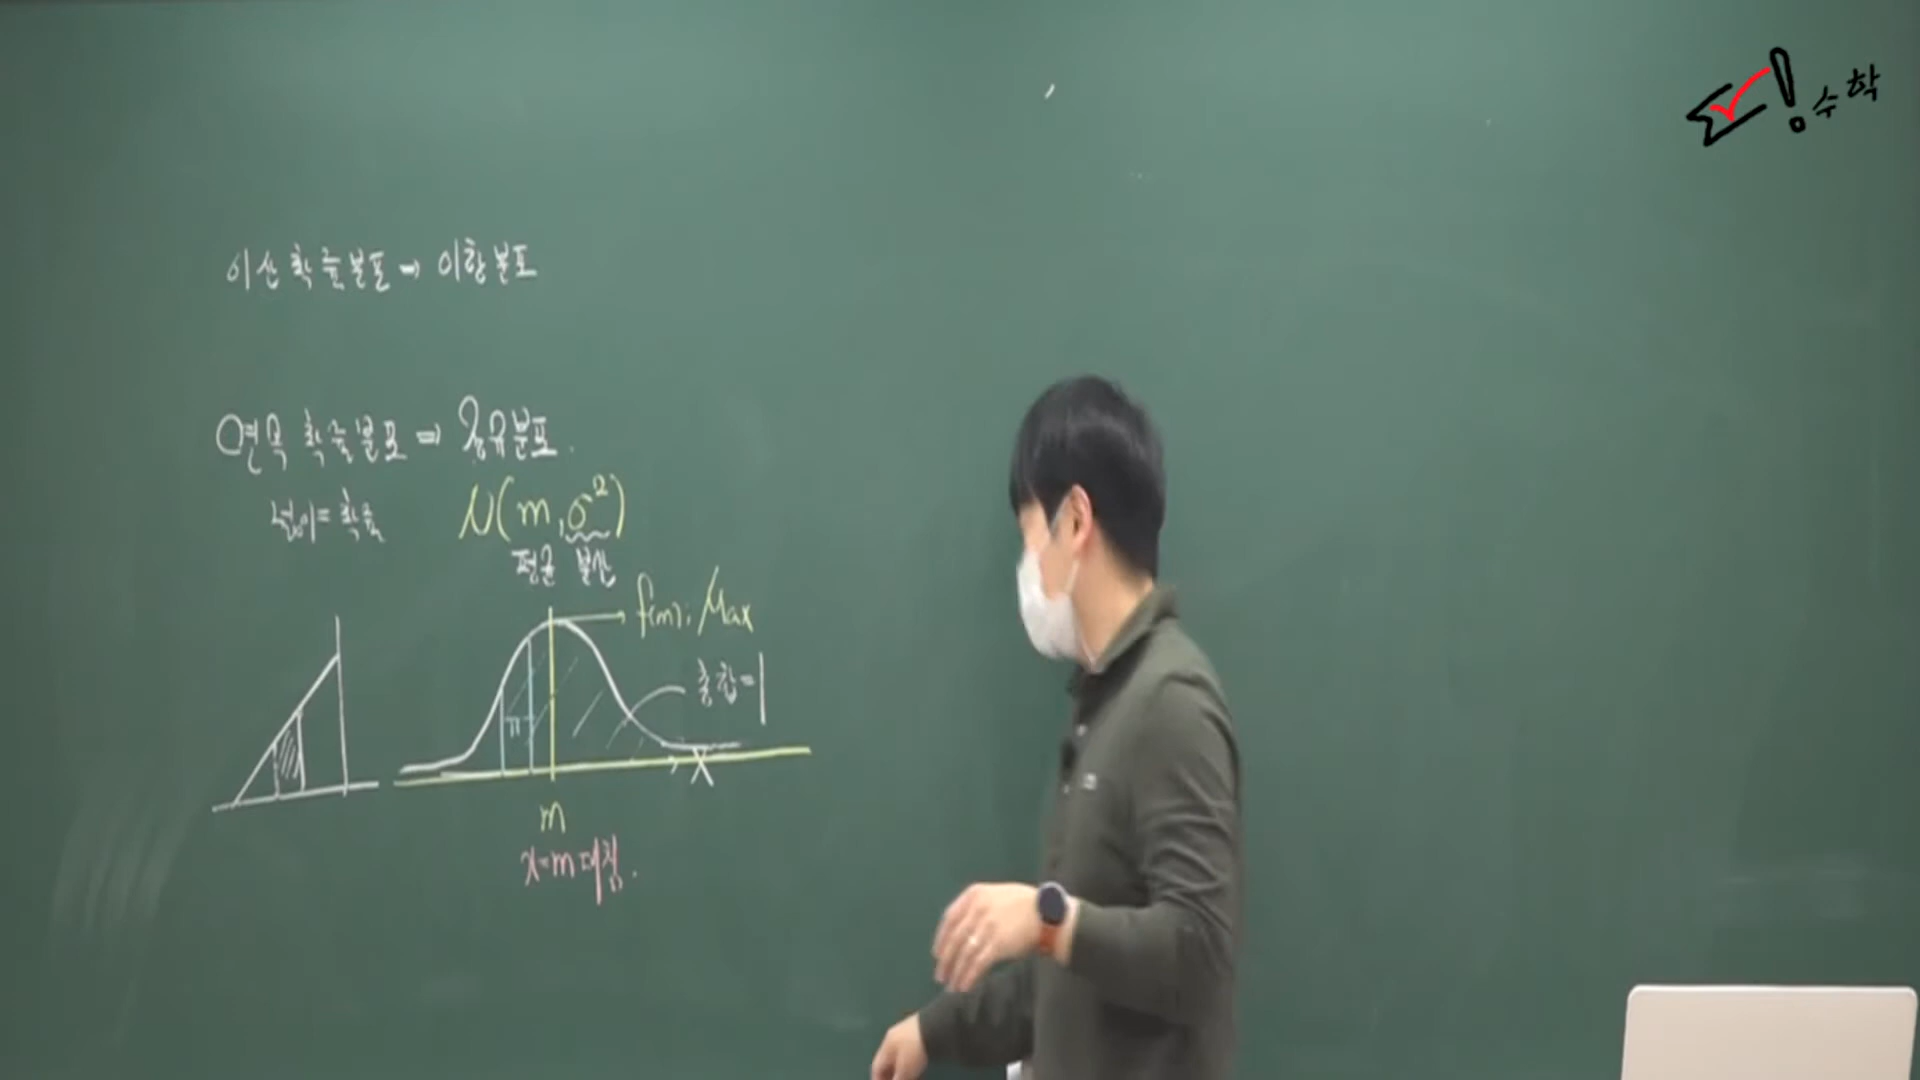 이산 확률분포 → 이항분포
연속 확률분포 ⇒ 정규분포.
넓이 = 확률
N(m, σ²)
평균 분산
f(m): Max
총합=1
X
m
x=m 대칭.
수학